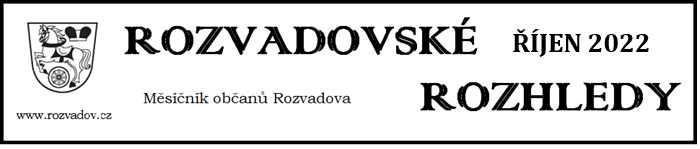 ROZVADOVSKÉ ŘÍJEN 2022
ROZHLEDY
Měsíčník občanů Rozvadova
www.rozvadov.cz